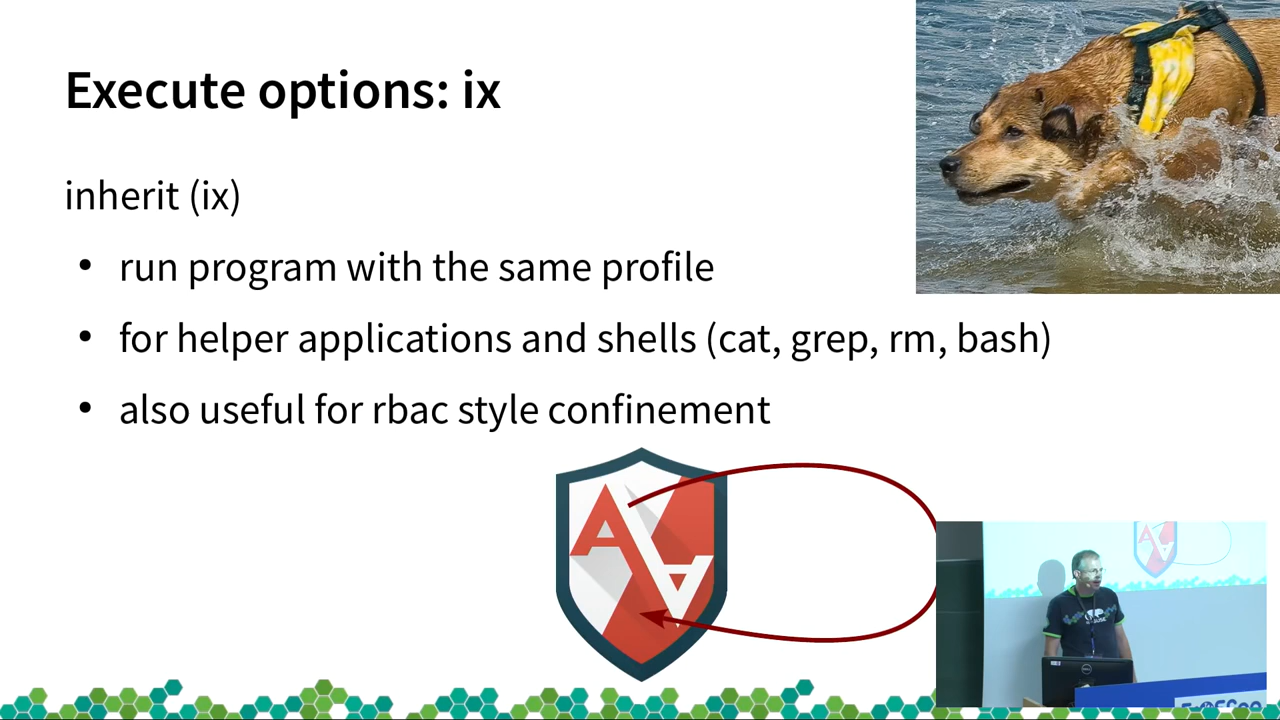 Execute options: ix
inherit (ix)
• run program with the same profile
• for helper applications and shells (cat, grep, rm, bash)
• also useful for rbac style confinement